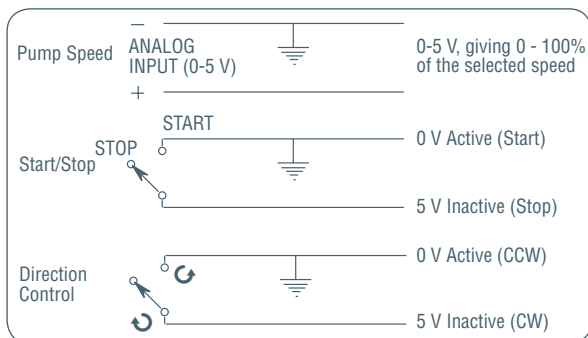 Pump Speed
−
ANALOG
INPUT (0-5 V)
+
0-5 V, giving 0 - 100%
of the selected speed
Start/Stop
STOP
START
0 V Active (Start)
5 V Inactive (Stop)
Direction
Control
0 V Active (CCW)
5 V Inactive (CW)